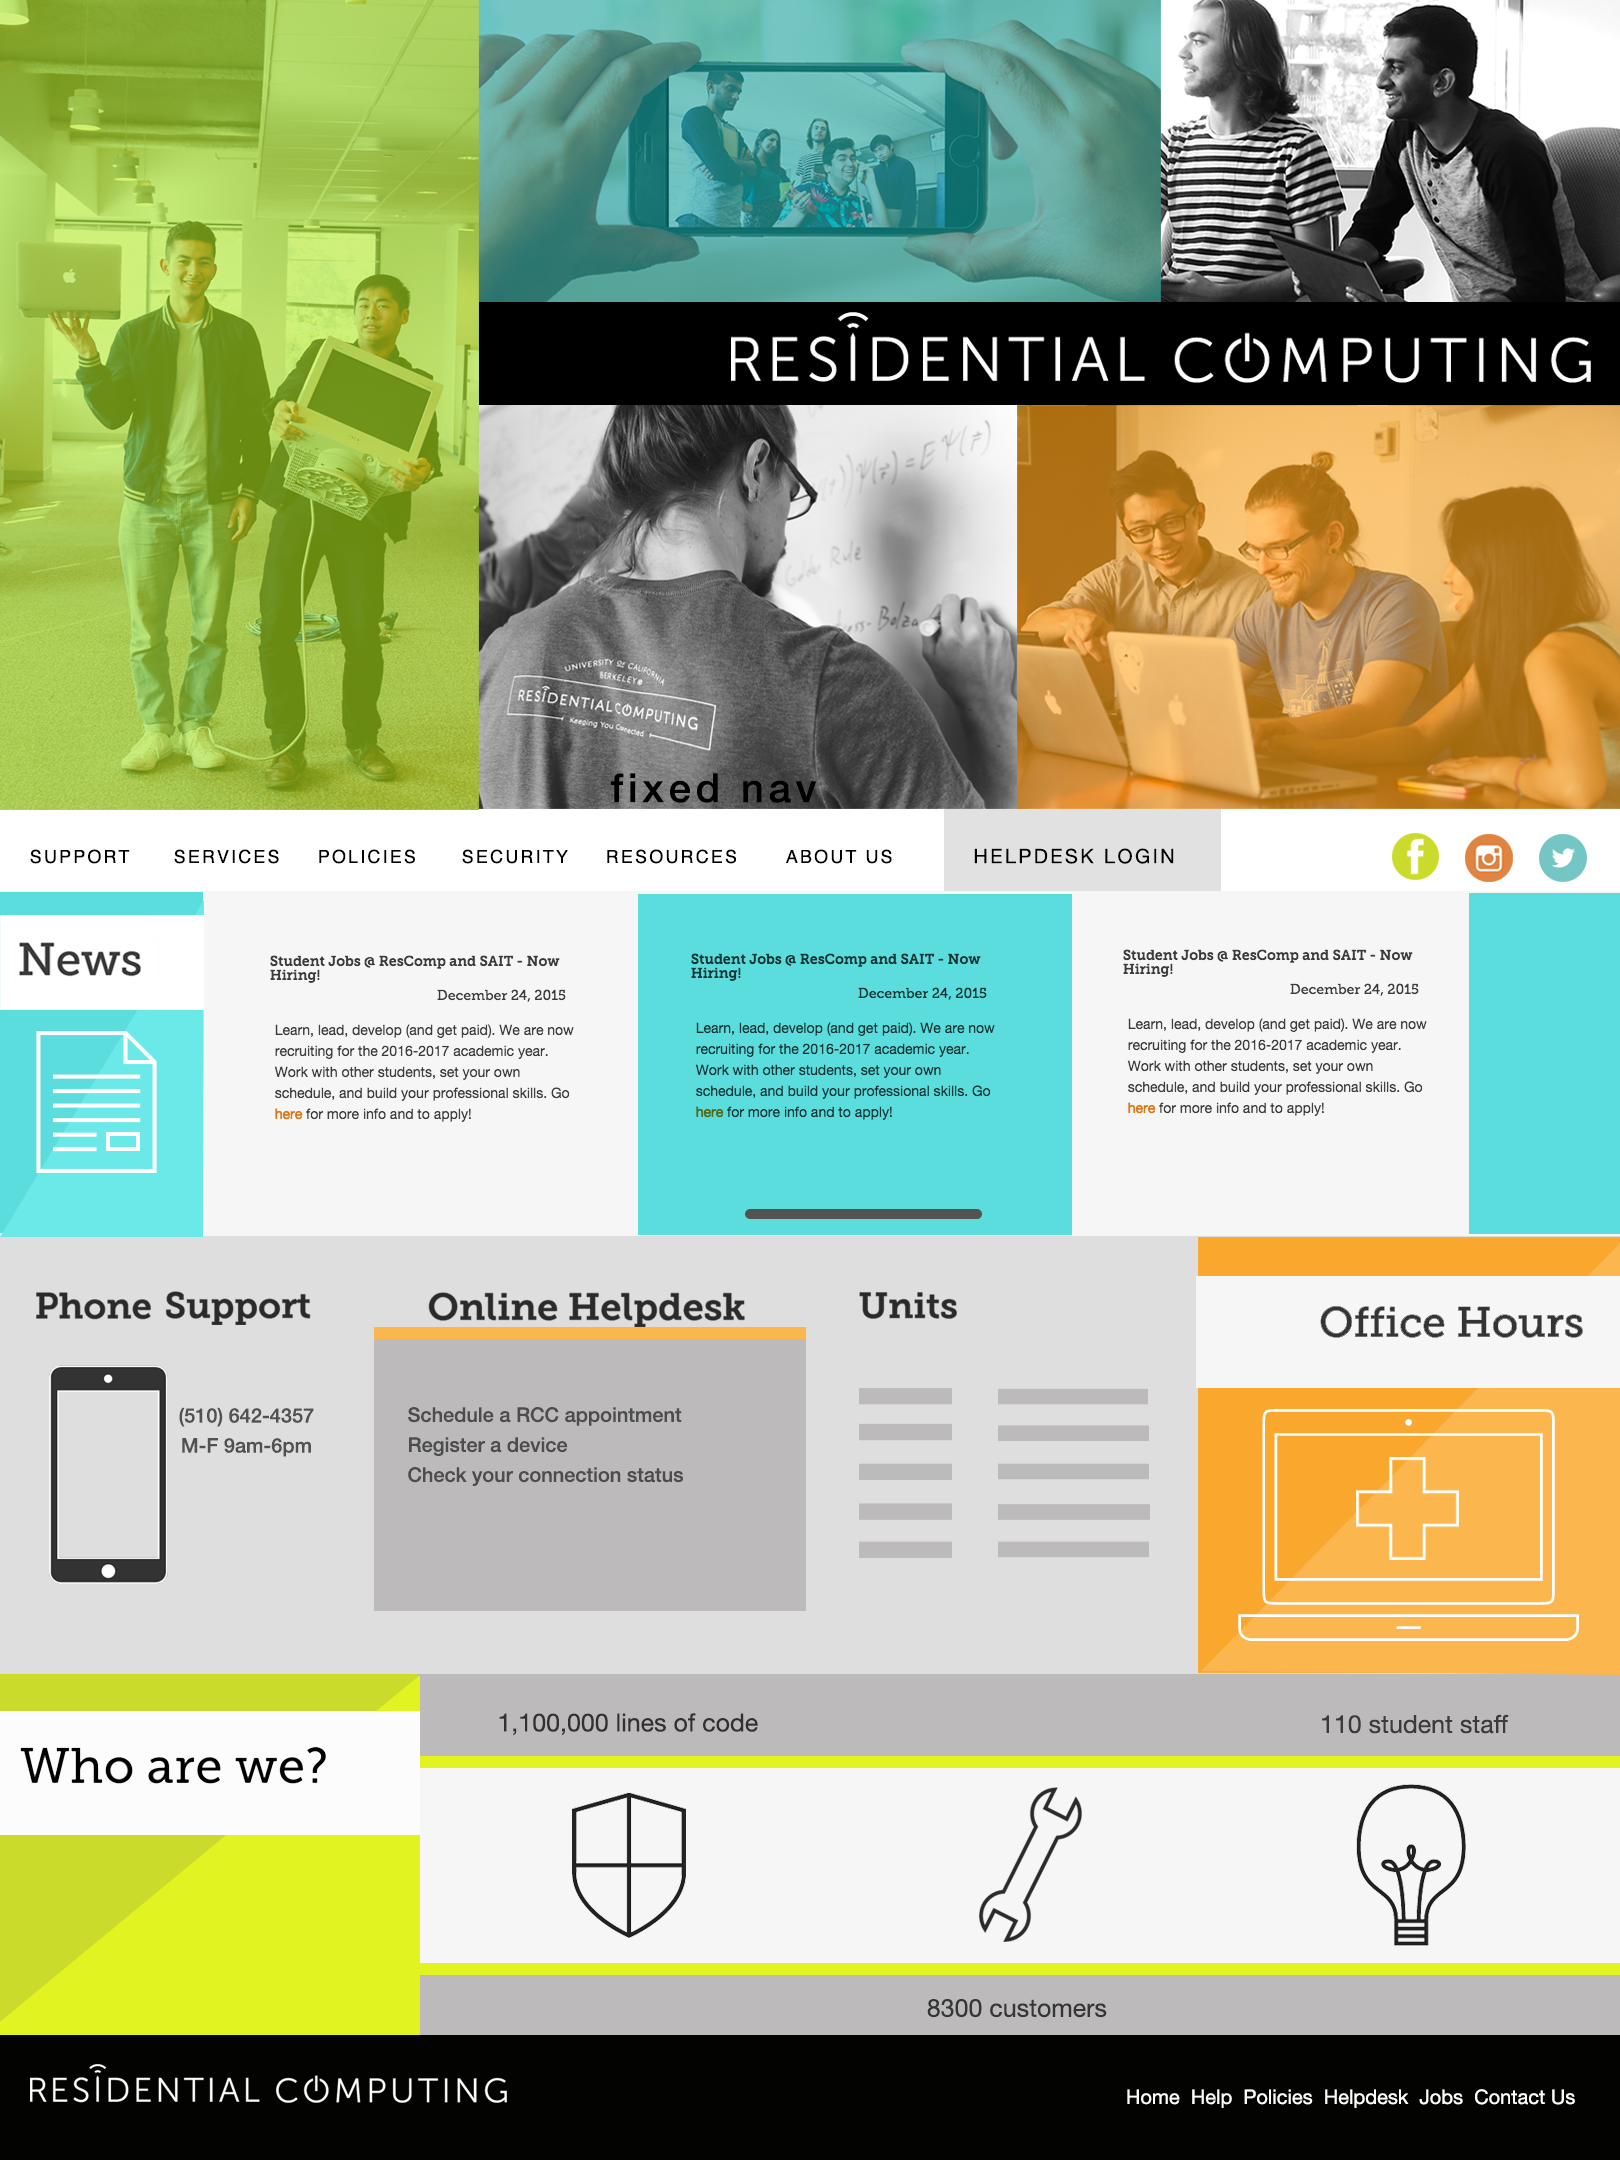 RESIDENTIAL COMPUTING
E Ψ(r)
)Ψ(r) =
Golden Rule
UNIVERSITY OF CALIFORNIA
BERKELEY
RESIDENTIAL COMPUTING
Keeping You Connected
fixed nav
SUPPORT SERVICES POLICIES SECURITY RESOURCES ABOUT US HELPDESK LOGIN
News
Student Jobs @ ResComp and SAIT - Now
Hiring!
December 24, 2015
Learn, lead, develop (and get paid). We are now
recruiting for the 2016-2017 academic year.
Work with other students, set your own
schedule, and build your professional skills. Go
here for more info and to apply!
Student Jobs @ ResComp and SAIT - Now
Hiring!
December 24, 2015
Learn, lead, develop (and get paid). We are now
recruiting for the 2016-2017 academic year.
Work with other students, set your own
schedule, and build your professional skills. Go
here for more info and to apply!
Student Jobs @ ResComp and SAIT - Now
Hiring!
December 24, 2015
Learn, lead, develop (and get paid). We are now
recruiting for the 2016-2017 academic year.
Work with other students, set your own
schedule, and build your professional skills. Go
here for more info and to apply!
Phone Support
(510) 642-4357
M-F 9am-6pm
Online Helpdesk
Schedule a RCC appointment
Register a device
Check your connection status
Units
Office Hours
Who are we?
1,100,000 lines of code
110 student staff
8300 customers
RESIDENTIAL COMPUTING
Home Help Policies Helpdesk Jobs Contact Us